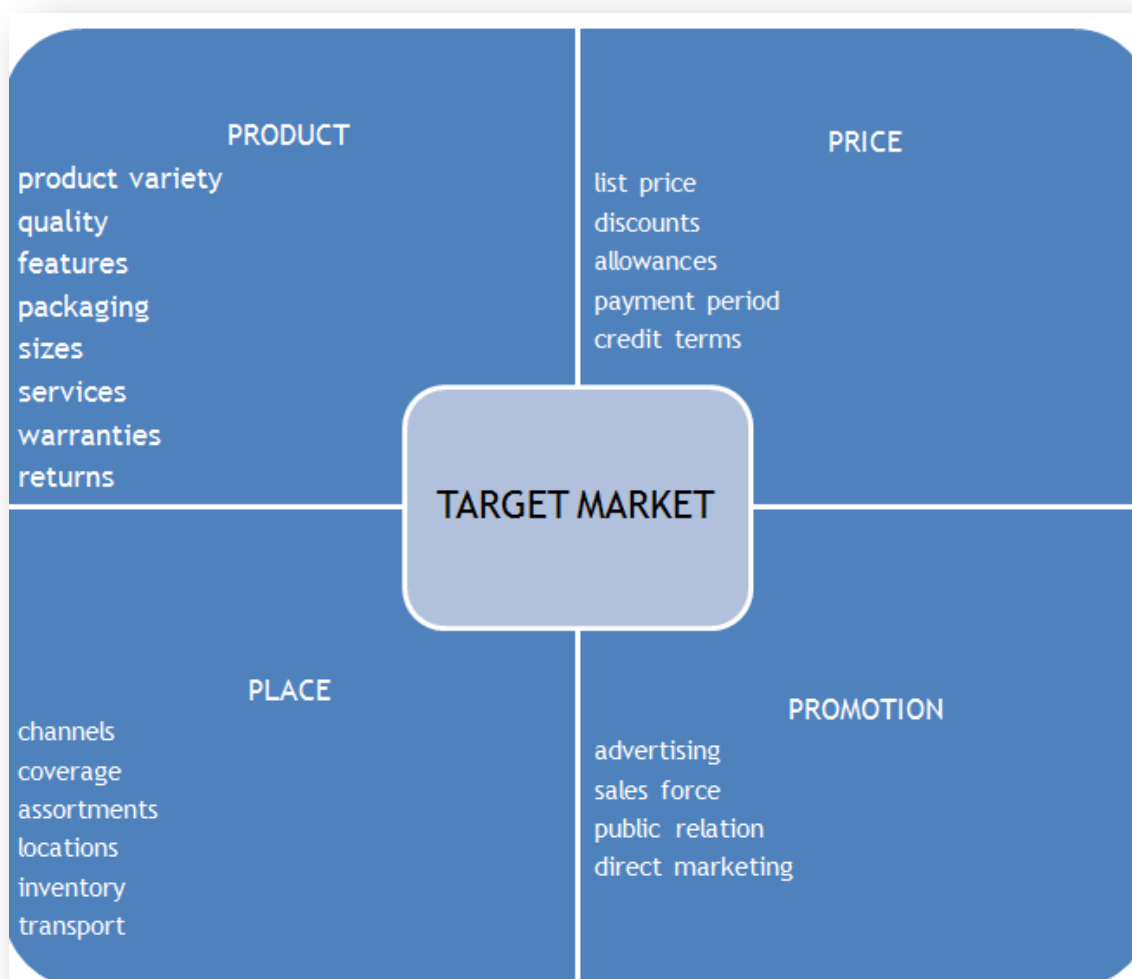 PRODUCT
product variety
quality
features
packaging
sizes
services
warranties
returns
PRICE
list price
discounts
allowances
payment period
credit terms
TARGET MARKET
PLACE
channels
coverage
assortments
locations
inventory
transport
PROMOTION
advertising
sales force
public relation
direct marketing